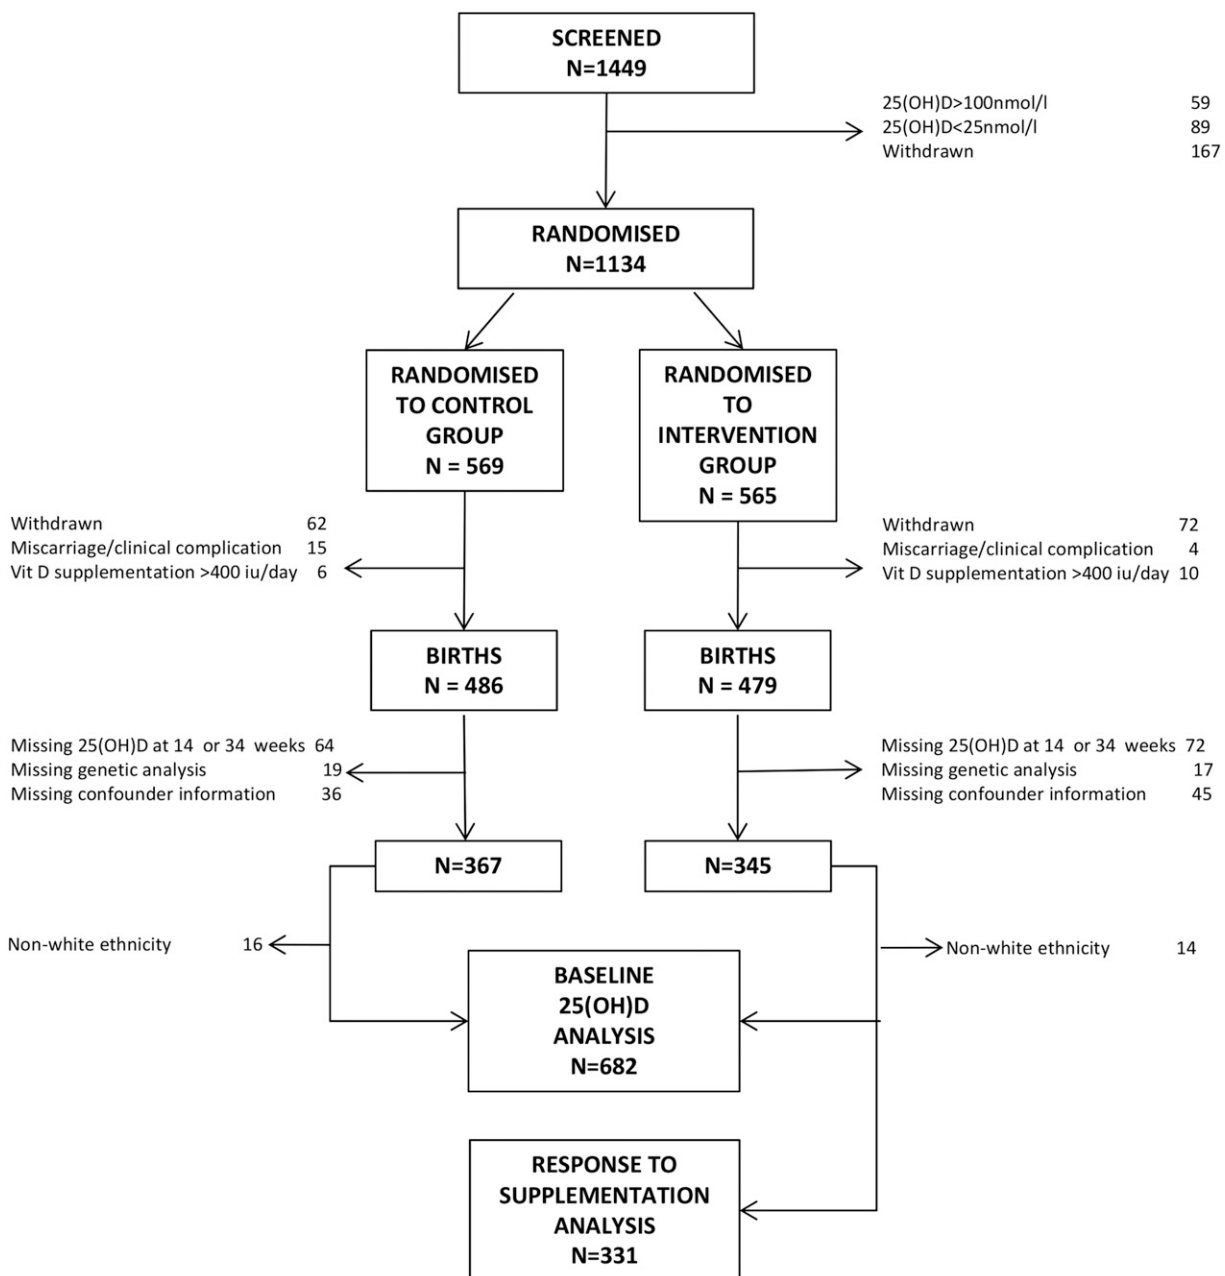 SCREENED
N=1449
25(OH)D>100nmol/l 59
25(OH)D<25nmol/l 89
Withdrawn 167
RANDOMISED
N=1134
RANDOMISED
TO CONTROL
GROUP
N = 569
RANDOMISED
TO
INTERVENTION
GROUP
N = 565
Withdrawn 62
Miscarriage/clinical complication 15
Vit D supplementation >400 iu/day 6
Withdrawn 72
Miscarriage/clinical complication 4
Vit D supplementation >400 iu/day 10
BIRTHS
N = 486
BIRTHS
N = 479
Missing 25(OH)D at 14 or 34 weeks 64
Missing genetic analysis 19
Missing confounder information 36
Missing 25(OH)D at 14 or 34 weeks 72
Missing genetic analysis 17
Missing confounder information 45
N=367
N=345
Non-white ethnicity 16
Non-white ethnicity 14
BASELINE
25(OH)D
ANALYSIS
N=682
RESPONSE TO
SUPPLEMENTATION
ANALYSIS
N=331